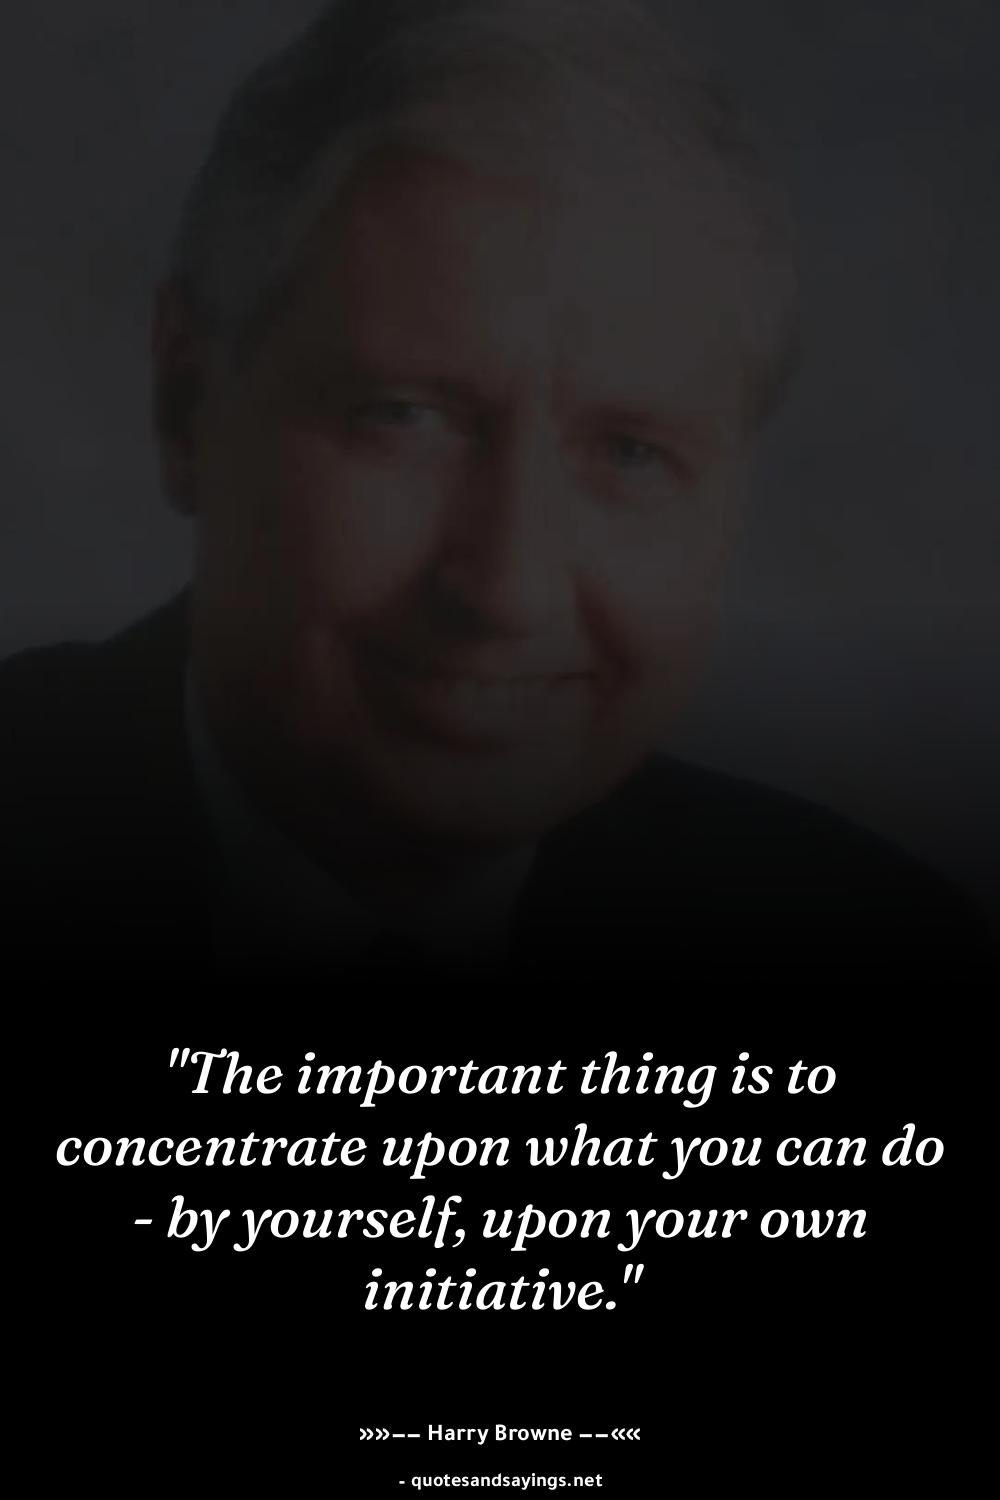 "The important thing is to
concentrate upon what you can do
- by yourself, upon your own
initiative."
»»−− Harry Browne −−««
- quotesandsayings.net